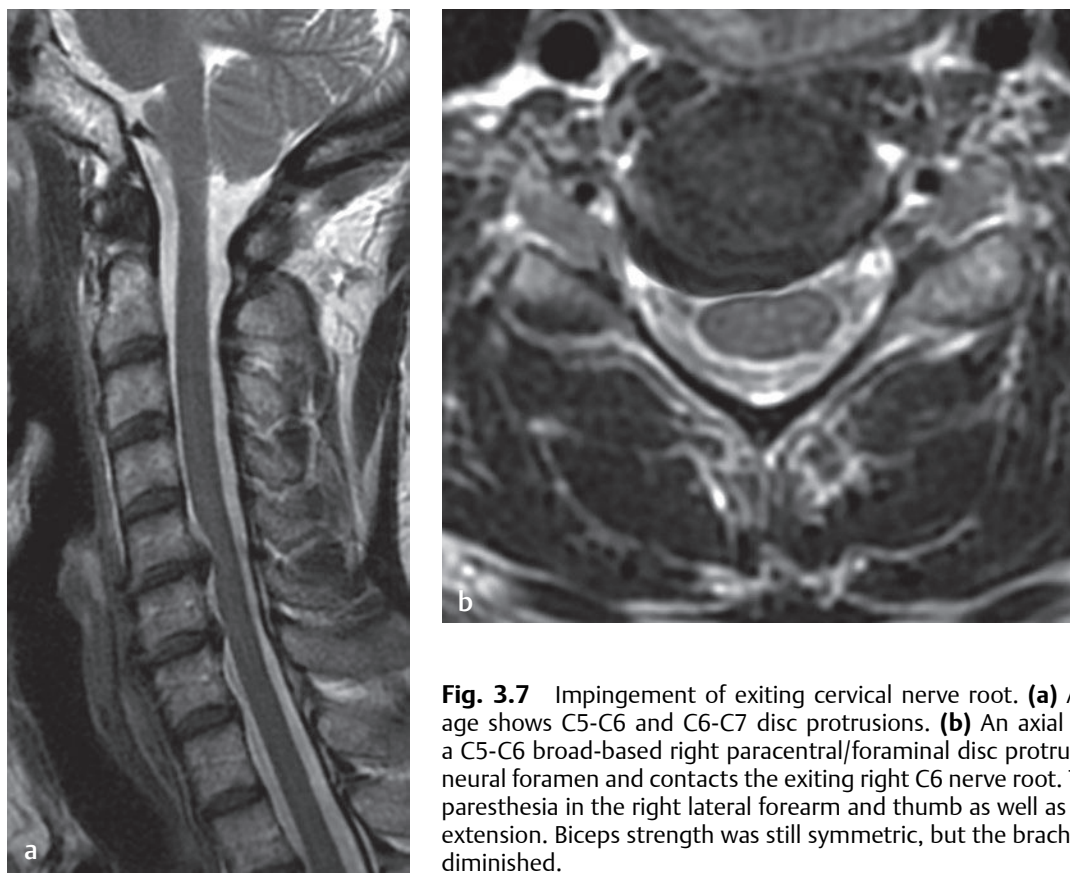 a
b
Fig. 3.7 Impingement of exiting cervical nerve root. (a)
age shows C5-C6 and C6-C7 disc protrusions. (b) An axial
a C5-C6 broad-based right paracentral/foraminal disc protru
neural foramen and contacts the exiting right C6 nerve root.
paresthesia in the right lateral forearm and thumb as well as
extension. Biceps strength was still symmetric, but the brach
diminished.